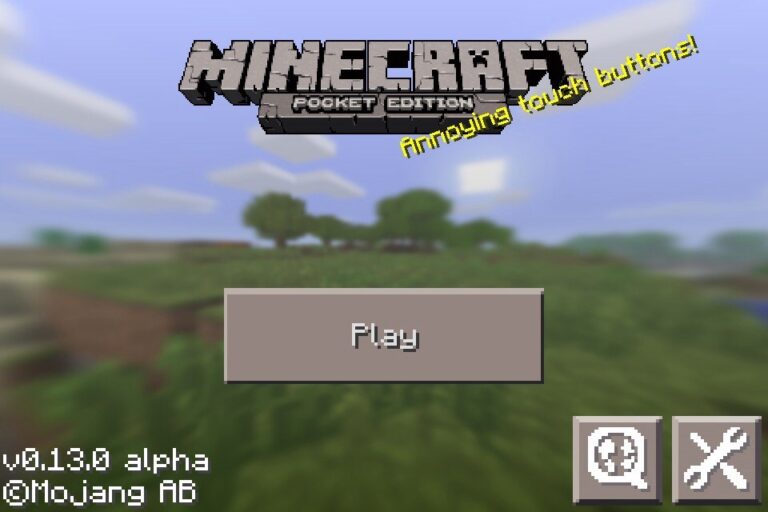 MINECRAFT
POCKET EDITION
Annoying touch buttons!
Play
v0.13.0 alpha
©Mojang AB